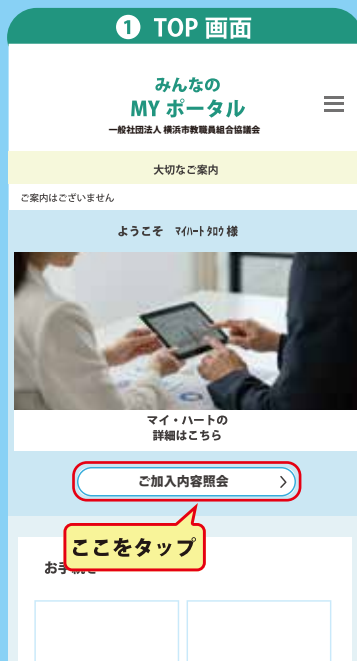 1 TOP 画面
みんなの
MY ポータル
一般社団法人 横浜市教職員組合協議会
大切なご案内
ご案内はございません
ようこそ ﾏｲﾊｰﾄ ﾀﾛｳ 様
マイ・ハートの
詳細はこちら
ご加入内容照会
ここをタップ